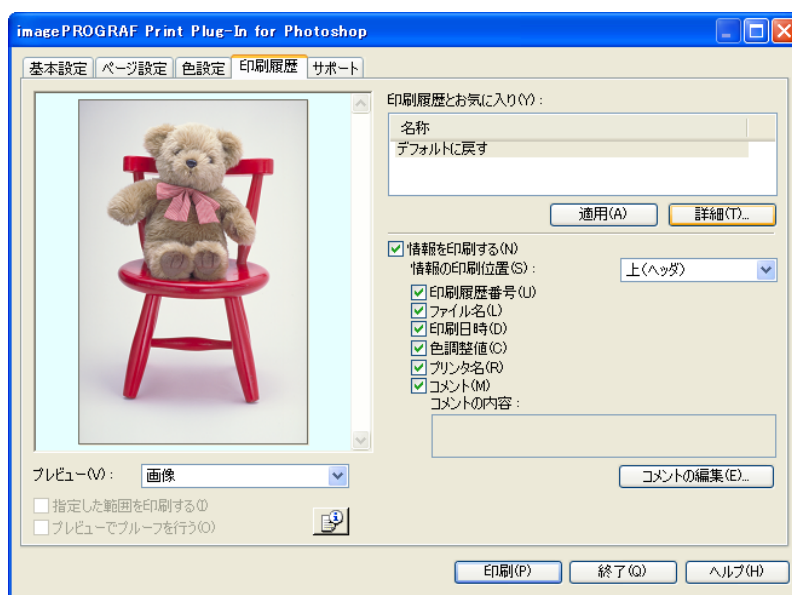 imagePROGRAF Print Plug-In for Photoshop
基本設定 ページ設定 色設定 印刷履歴 サポート
印刷履歴とお気に入り(Y):
名称
デフォルトに戻す
適用(A) 詳細(T)...
情報を印刷する(N)
情報の印刷位置(S): 上(ヘッダ)
印刷履歴番号(U)
ファイル名(L)
印刷日時(D)
色調整値(C)
プリンタ名(R)
コメント(M)
コメントの内容:
プレビュー(V): 画像
コメントの編集(E)...
指定した範囲を印刷する(I)
プレビューでプルーフを行う(O)
印刷(P) 終了(Q) ヘルプ(H)